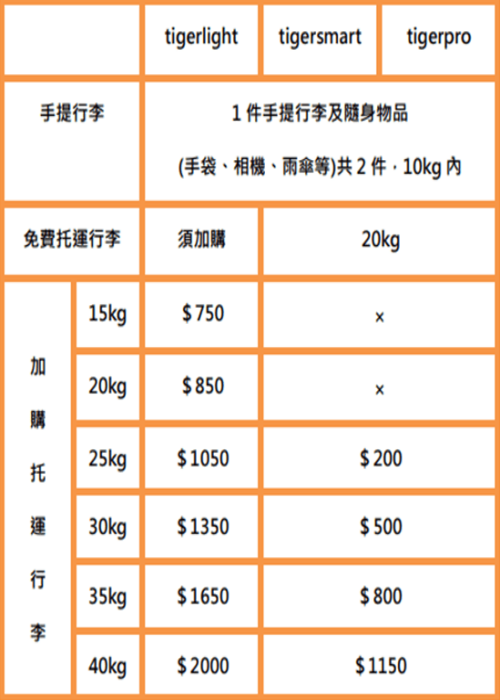 tigerlight tigersmart tigerpro
手提行李 1 件手提行李及隨身物品
(手袋、相機、雨傘等)共 2 件，10kg 內
免費托運行李 須加購 20kg
加購托運行李
15kg $750 ×
20kg $850 ×
25kg $1050 $200
30kg $1350 $500
35kg $1650 $800
40kg $2000 $1150